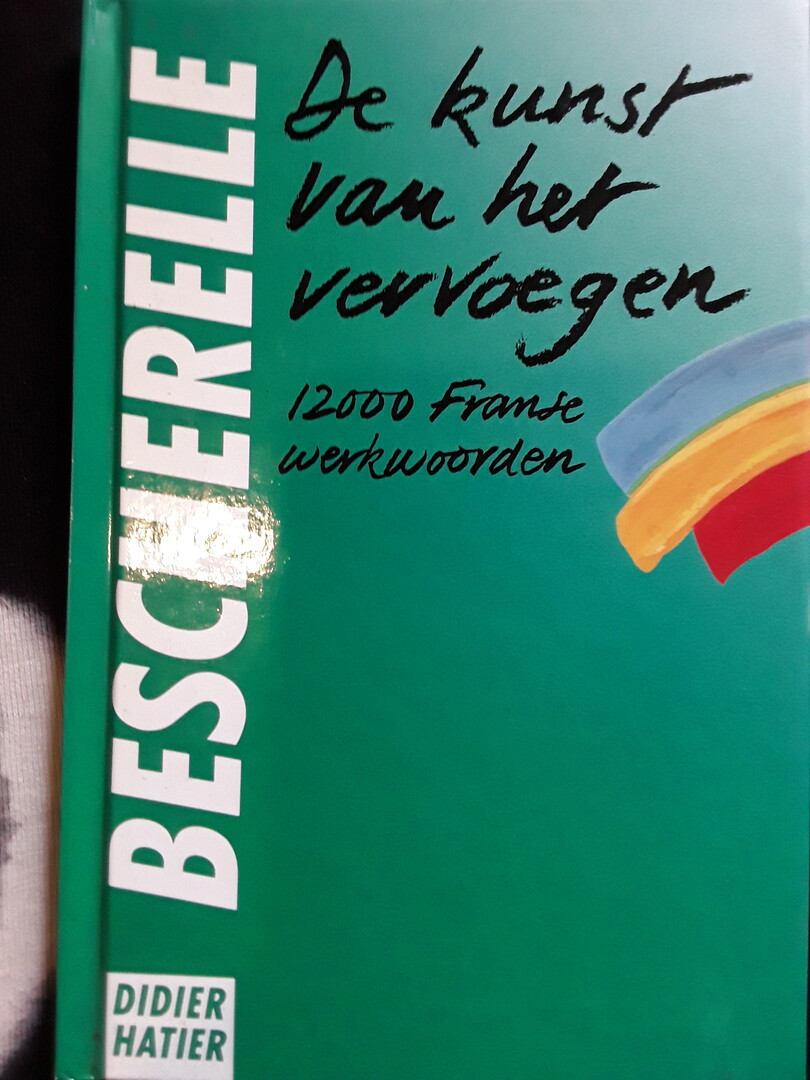 BESCHERELLE
De kunst
van het
vervoegen
12000 Franse
werkwoorden
DIDIER
HATIER